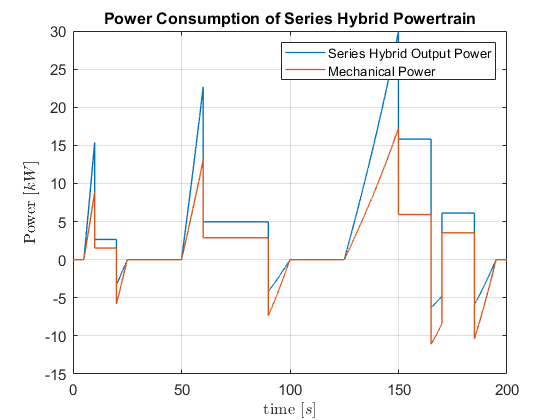 Power Consumption of Series Hybrid Powertrain
Series Hybrid Output Power
Mechanical Power
Power [kW]
30
25
20
15
10
5
0
-5
-10
-15
0 50 100 150 200
time [s]